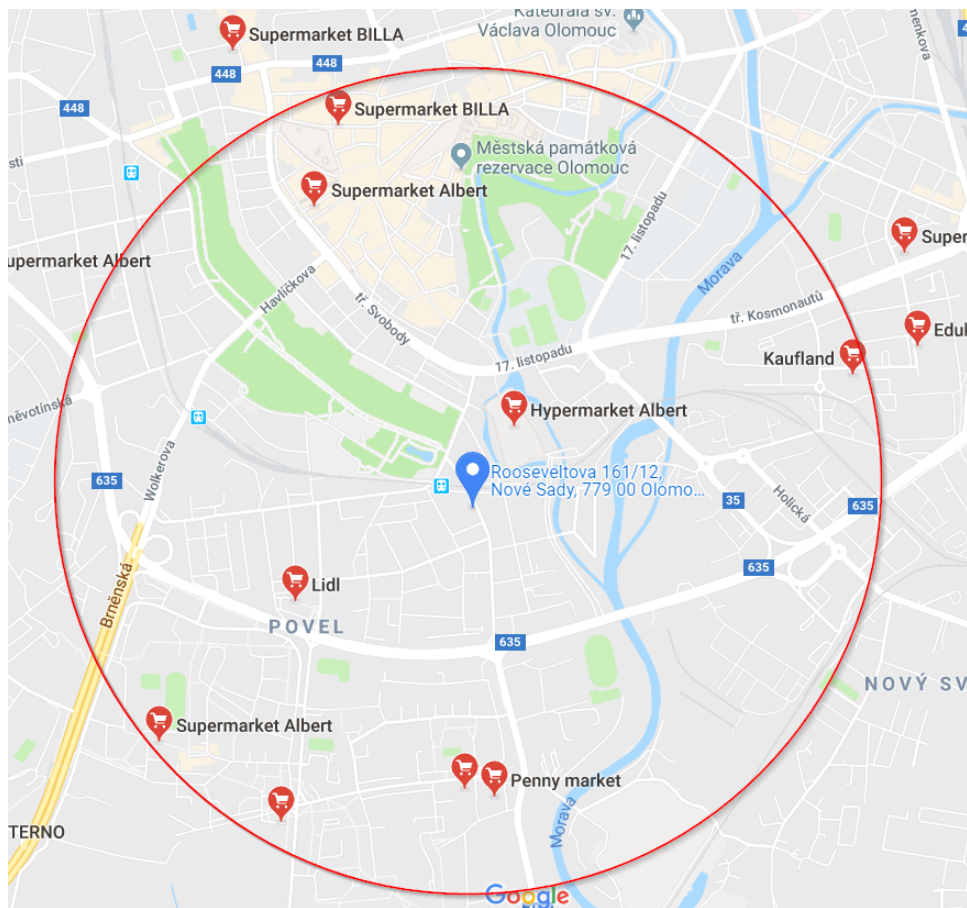 Katedrála sv.
Václava Olomouc
Supermarket BILLA
448
448
448
Supermarket BILLA
Městská památková
rezervace Olomouc
Supermarket Albert
17. listopadu
Super
upermarket Albert
Havlíčkova
Morava
tř. Svobody
tř. Kosmonautů
Eduk
17. listopadu
Kaufland
Hypermarket Albert
něvotínská
Wolkerova
Rooseveltova 161/12,
Nové Sady, 779 00 Olomo...
635
35
Holická
635
Brněnská
Lidl
635
POVEL
635
NOVÝ SV
Supermarket Albert
Penny market
Morava
TERNO
Google